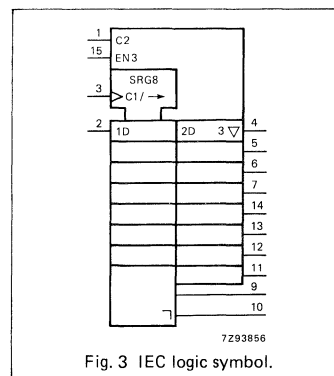 1 C2
15 EN3
SRG8
3 C1/ →
2 1D 2D 3 ▽ 4
5
6
7
14
13
12
11
9
10
7Z93856
Fig. 3 IEC logic symbol.